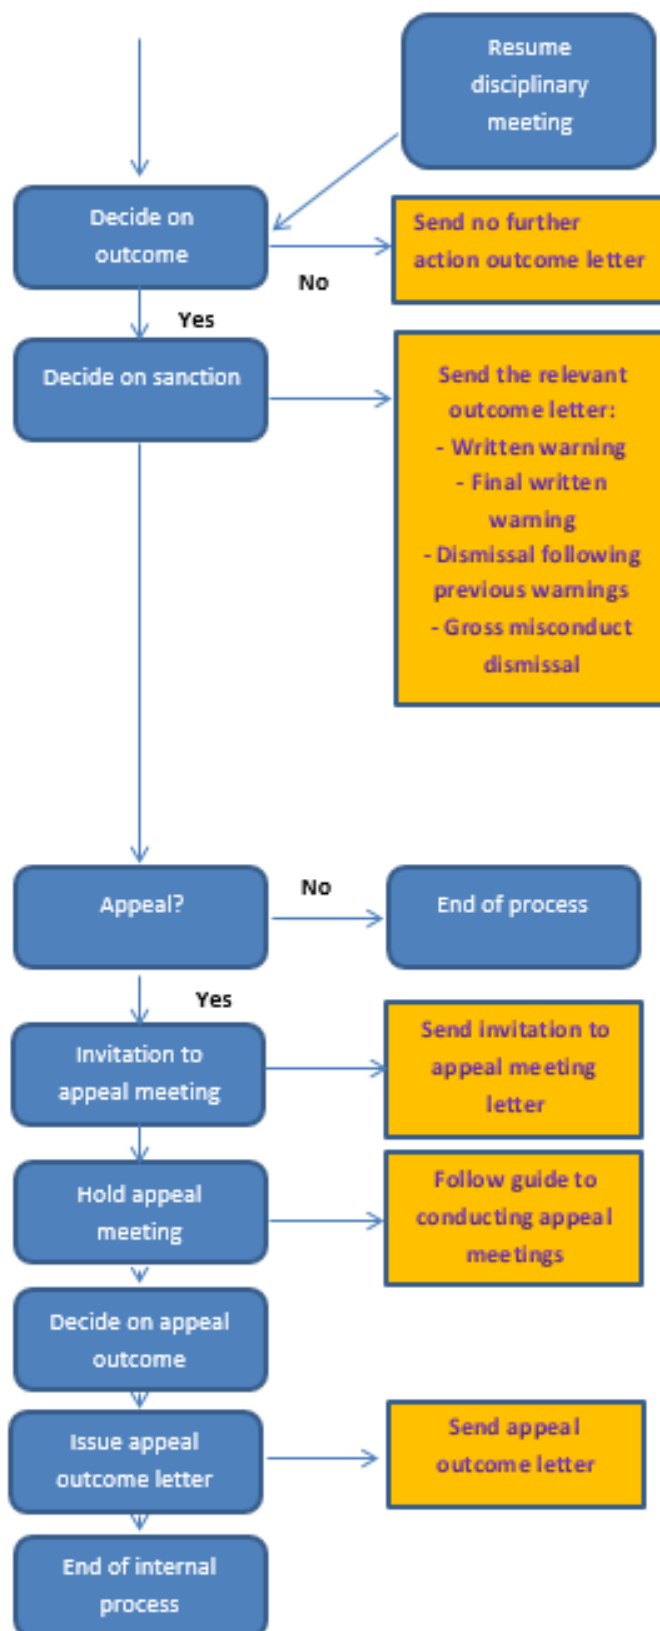 Resume
disciplinary
meeting
Decide on
outcome
Send no further
action outcome letter
No
Yes
Decide on sanction
Send the relevant
outcome letter:
- Written warning
- Final written
warning
- Dismissal following
previous warnings
- Gross misconduct
dismissal
Appeal?
No
End of process
Yes
Invitation to
appeal meeting
Send invitation to
appeal meeting
letter
Hold appeal
meeting
Follow guide to
conducting appeal
meetings
Decide on appeal
outcome
Issue appeal
outcome letter
Send appeal
outcome letter
End of internal
process